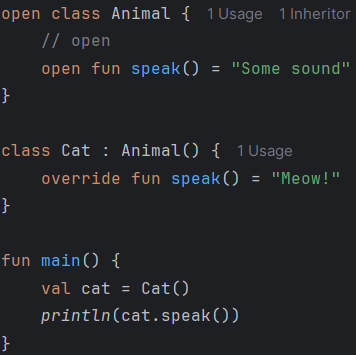 open class Animal {  1 Usage  1 Inheritor
    // open
    open fun speak() = "Some sound"
}

class Cat : Animal() {  1 Usage
    override fun speak() = "Meow!"
}

fun main() {
    val cat = Cat()
    println(cat.speak())
}